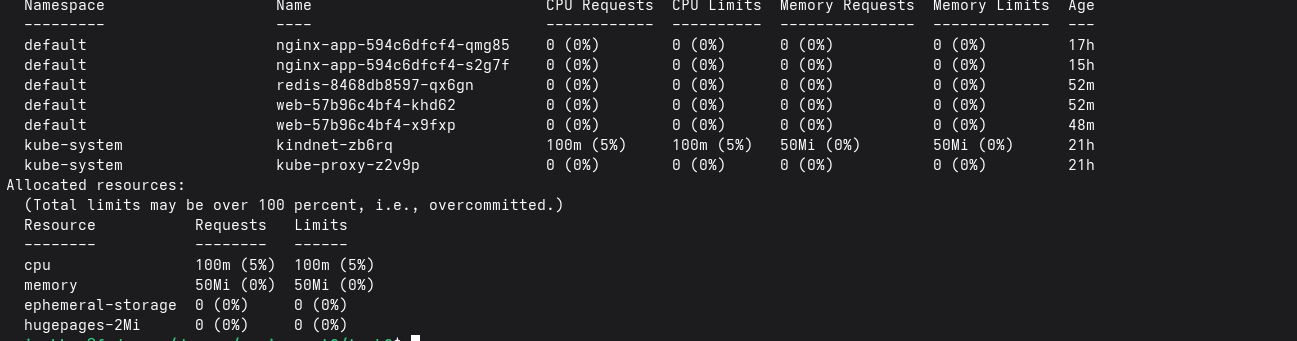 Namespace Name CPU Requests CPU Limits Memory Requests Memory Limits Age
--------- ---- ------------ ---------- --------------- ------------- ---
default nginx-app-594c6dfcf4-qmg85 0 (0%) 0 (0%) 0 (0%) 0 (0%) 17h
default nginx-app-594c6dfcf4-s2g7f 0 (0%) 0 (0%) 0 (0%) 0 (0%) 15h
default redis-8468db8597-qx6gn 0 (0%) 0 (0%) 0 (0%) 0 (0%) 52m
default web-57b96c4bf4-khd62 0 (0%) 0 (0%) 0 (0%) 0 (0%) 52m
default web-57b96c4bf4-x9fxp 0 (0%) 0 (0%) 0 (0%) 0 (0%) 48m
kube-system kindnet-zb6rq 100m (5%) 100m (5%) 50Mi (0%) 50Mi (0%) 21h
kube-system kube-proxy-z2v9p 0 (0%) 0 (0%) 0 (0%) 0 (0%) 21h
Allocated resources:
(Total limits may be over 100 percent, i.e., overcommitted.)
Resource Requests Limits
-------- -------- ------
cpu 100m (5%) 100m (5%)
memory 50Mi (0%) 50Mi (0%)
ephemeral-storage 0 (0%) 0 (0%)
hugepages-2Mi 0 (0%) 0 (0%)